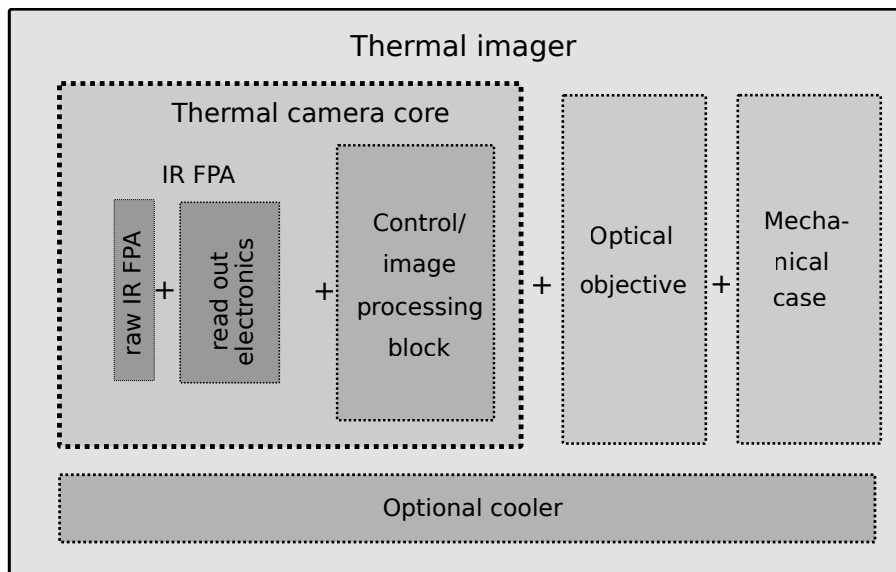 Thermal imager
Thermal camera core
IR FPA
raw IR FPA
+
read out
electronics
+
Control/
image
processing
block
+
Optical
objective
+
Mecha-
nical
case
Optional cooler